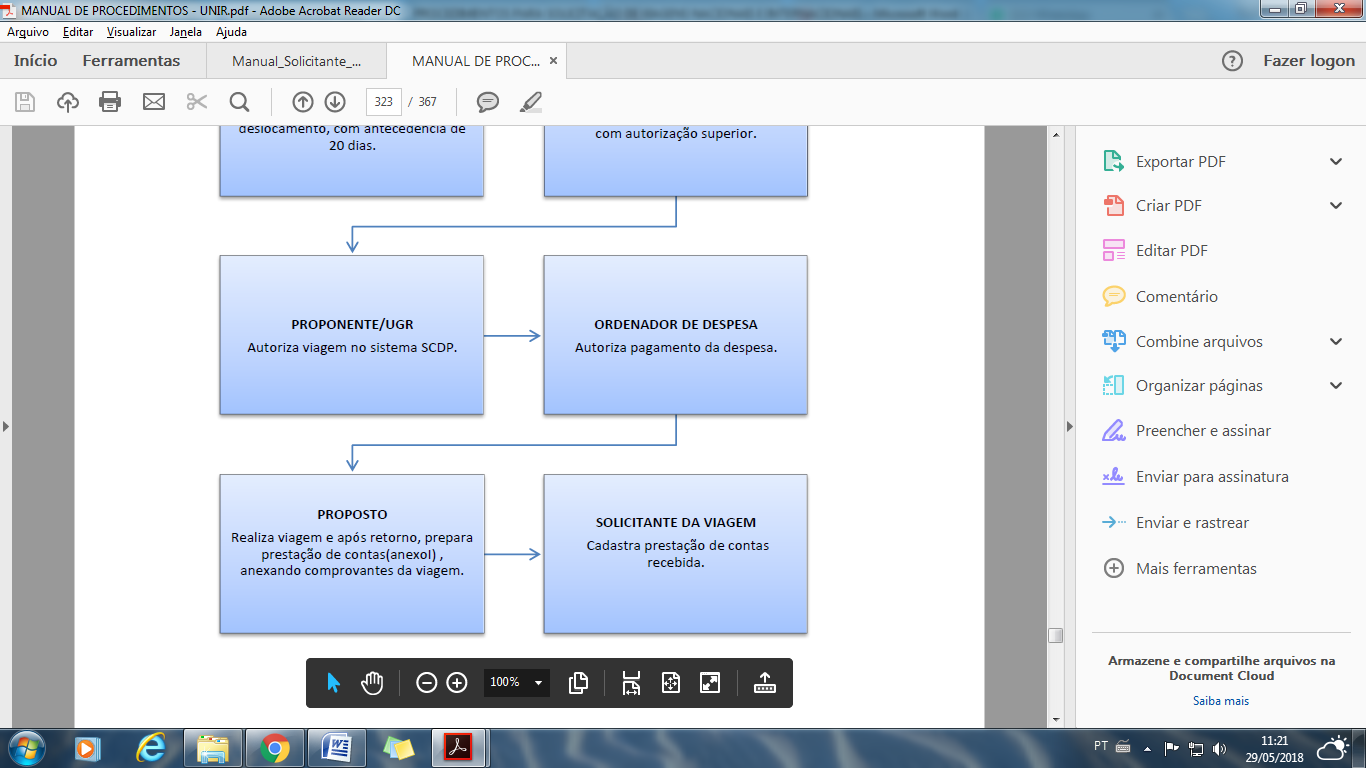 MANUAL DE PROCEDIMENTOS - UNIR.pdf - Adobe Acrobat Reader DC
Arquivo Editar Visualizar Janela Ajuda
Início Ferramentas Manual_Solicitante_... MANUAL DE PROC... × ? Fazer logon
323 / 367
deslocamento, com antecedência de
20 dias.
com autorização superior.
PROPONENTE/UGR
Autoriza viagem no sistema SCDP.
ORDENADOR DE DESPESA
Autoriza pagamento da despesa.
PROPOSTO
Realiza viagem e após retorno, prepara
prestação de contas(anexoI) ,
anexando comprovantes da viagem.
SOLICITANTE DA VIAGEM
Cadastra prestação de contas
recebida.
100%
Exportar PDF
Criar PDF
Editar PDF
Comentário
Combine arquivos
Organizar páginas
Preencher e assinar
Enviar para assinatura
Enviar e rastrear
Mais ferramentas
Armazene e compartilhe arquivos na
Document Cloud
Saiba mais
PT
11:21
29/05/2018